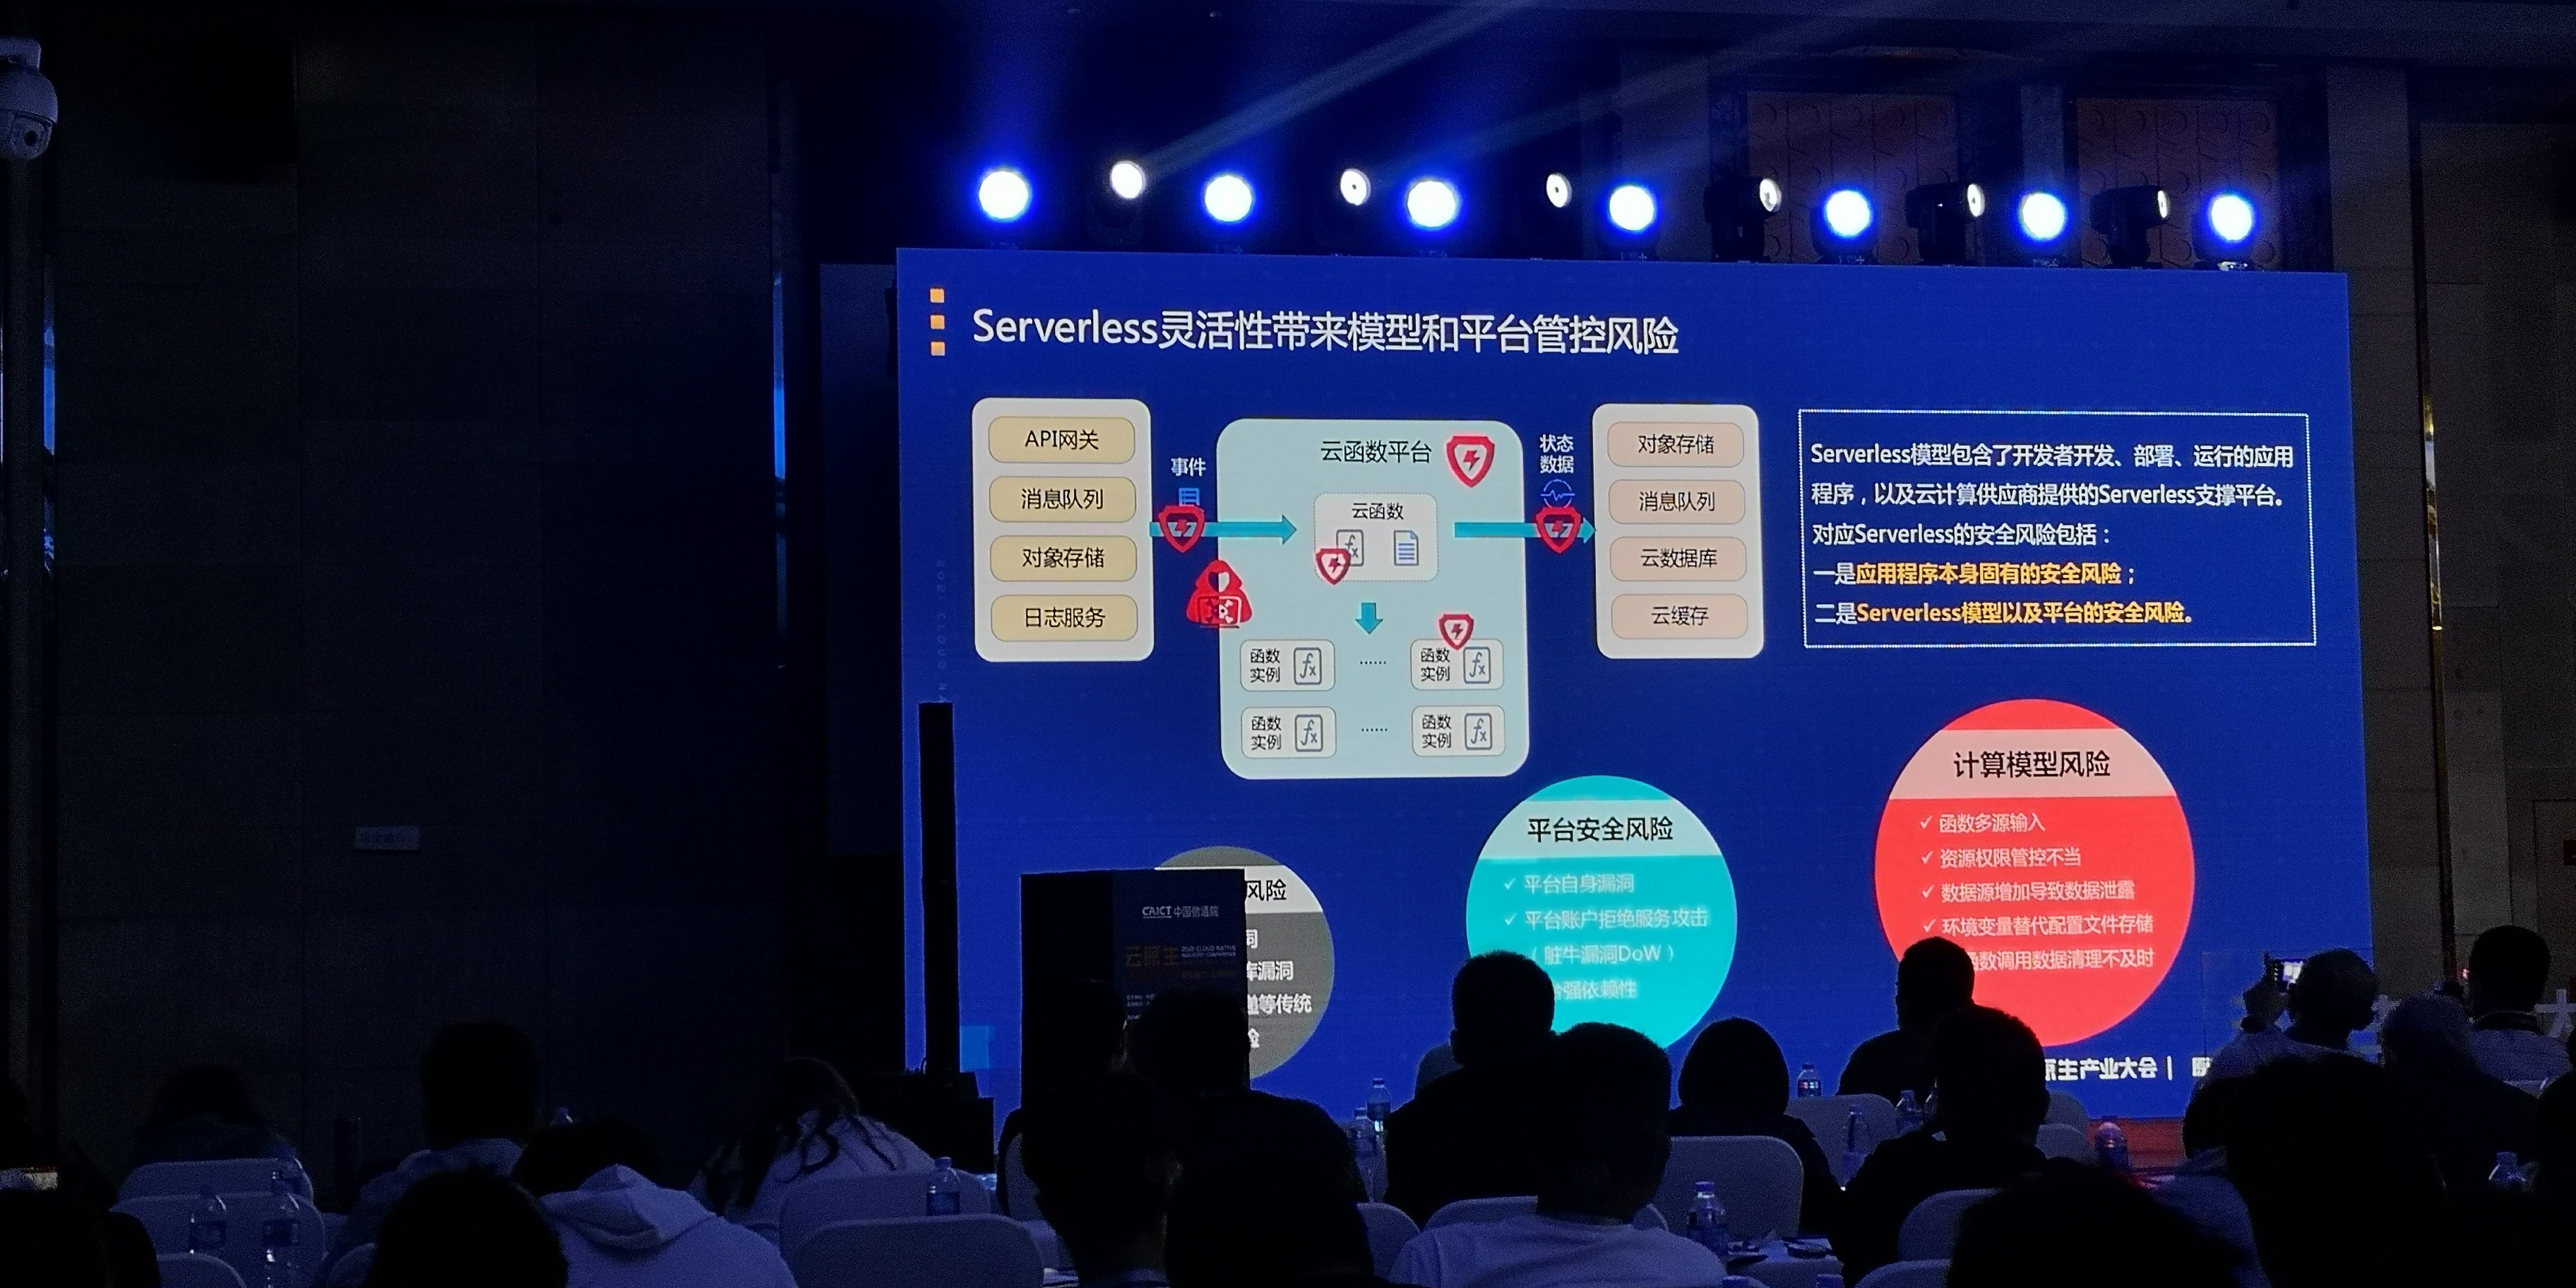 Serverless灵活性带来模型和平台管控风险
API网关
消息队列
对象存储
日志服务
事件
云函数平台
云函数
函数
实例
......
函数
实例
函数
实例
......
函数
实例
状态
数据
对象存储
消息队列
云数据库
云缓存
Serverless模型包含了开发者开发、部署、运行的应用
程序，以及云计算供应商提供的Serverless支撑平台。
对应Serverless的安全风险包括：
一是应用程序本身固有的安全风险；
二是Serverless模型以及平台的安全风险。
风险
库漏洞
等传统
险
平台安全风险
✓ 平台自身漏洞
✓ 平台账户拒绝服务攻击
（脏牛漏洞DoW）
强依赖性
计算模型风险
✓ 函数多源输入
✓ 资源权限管控不当
✓ 数据源增加导致数据泄露
✓ 环境变量替代配置文件存储
函数调用数据清理不及时
CAICT 中国信通院
云原生
2021 CLOUD NATIVE
INDUSTRY CONFERENCE
原生产业大会 |